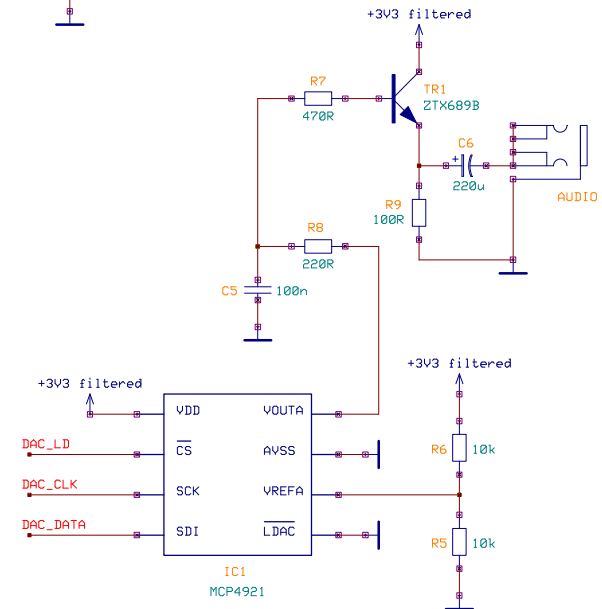 +3V3 filtered
R7
470R
TR1
ZTX689B
C6
220u
AUDIO
R9
100R
R8
220R
C5 100n
+3V3 filtered
+3V3 filtered
VDD VOUTA
DAC_LD CS AVSS
R6 10k
DAC_CLK SCK VREFA
DAC_DATA SDI LDAC
R5 10k
IC1
MCP4921